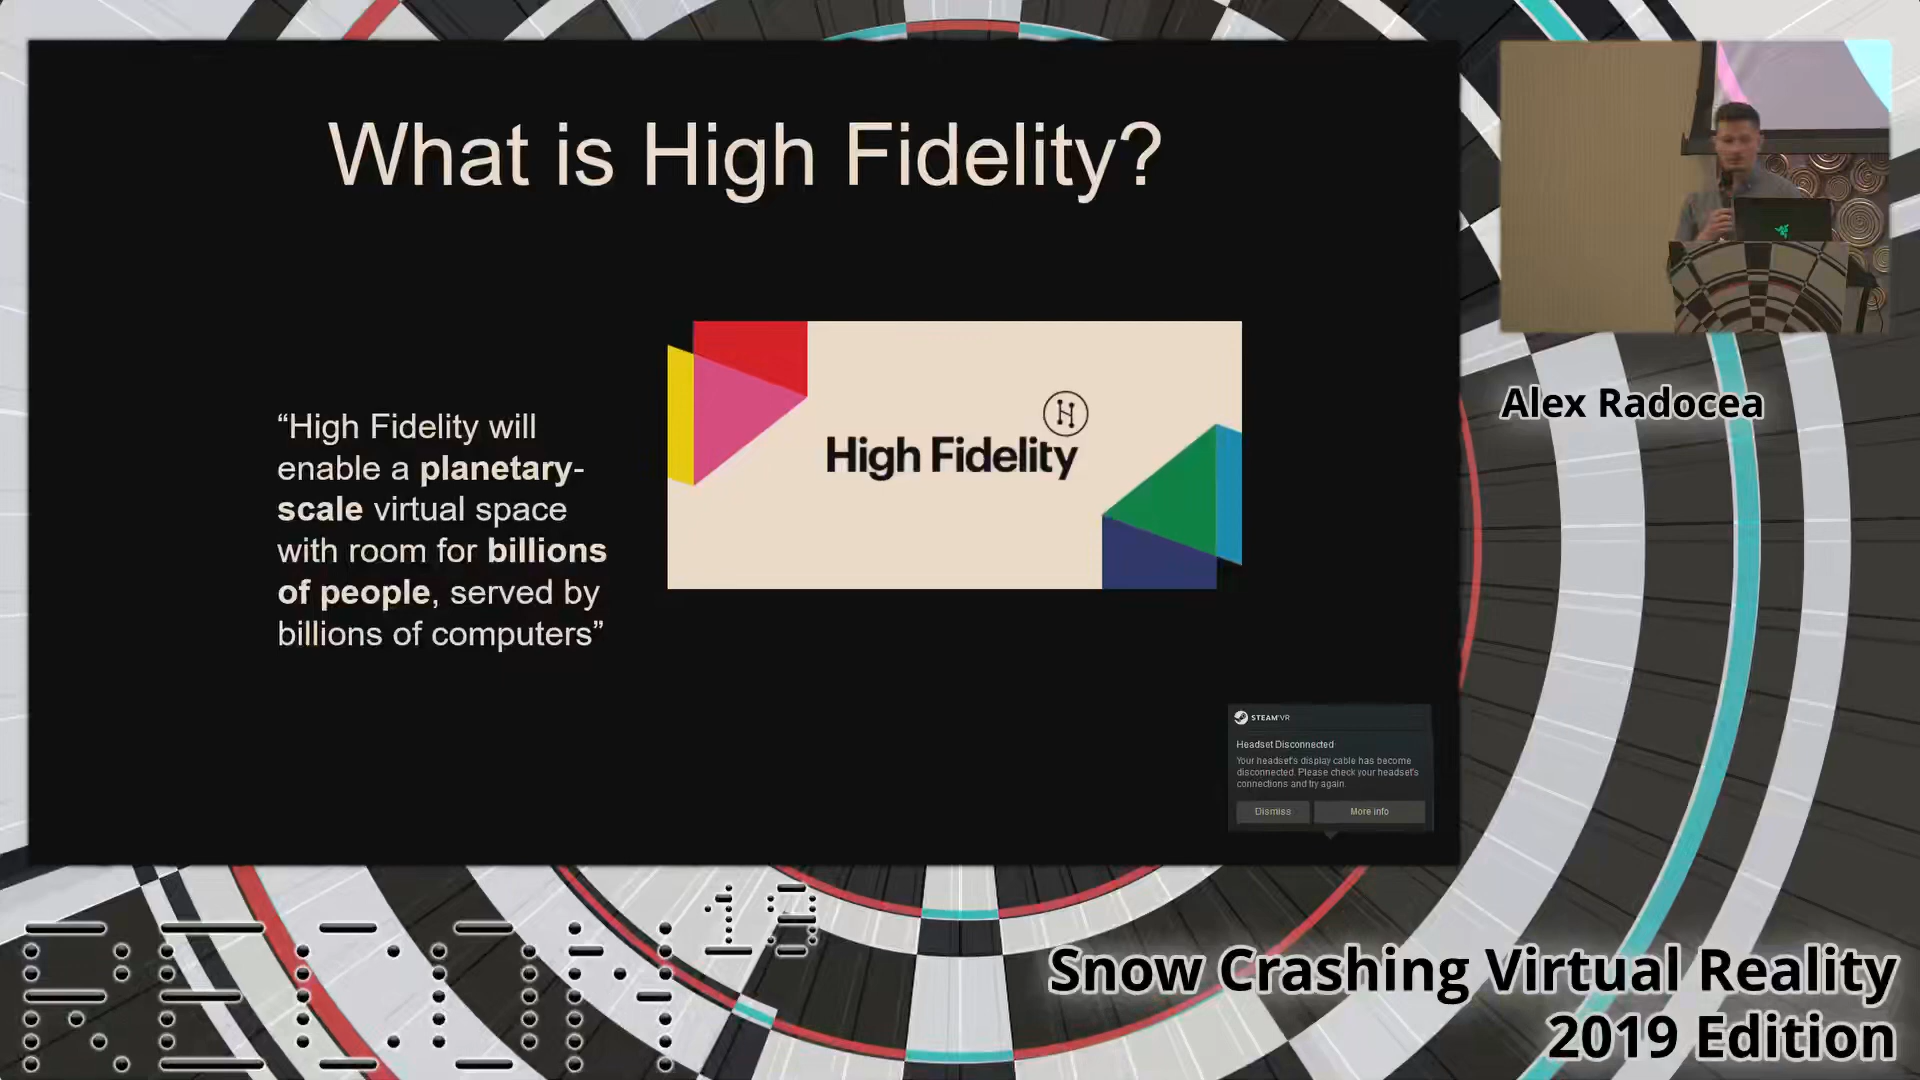 What is High Fidelity?
“High Fidelity will
enable a planetary-
scale virtual space
with room for billions
of people, served by
billions of computers”
High Fidelity
STEAMVR
Headset Disconnected
Your headset's display cable has become
disconnected. Please check your headset's
connections and try again.
Dismiss
More info
Alex Radocea
RECON 19
Snow Crashing Virtual Reality
2019 Edition